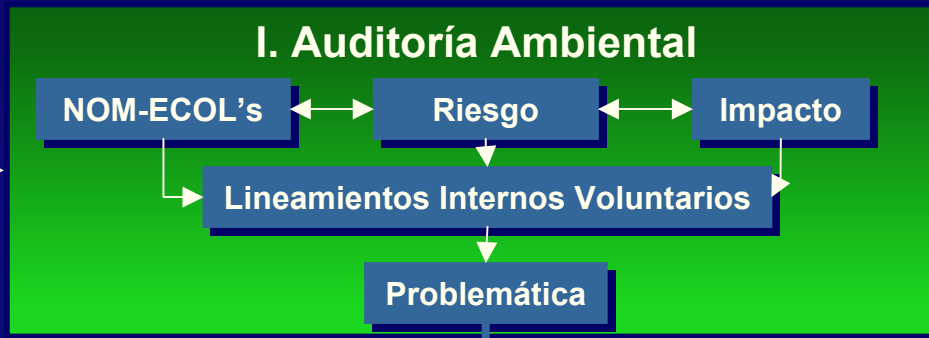 I. Auditoría Ambiental
NOM-ECOL’s
Riesgo
Impacto
Lineamientos Internos Voluntarios
Problemática